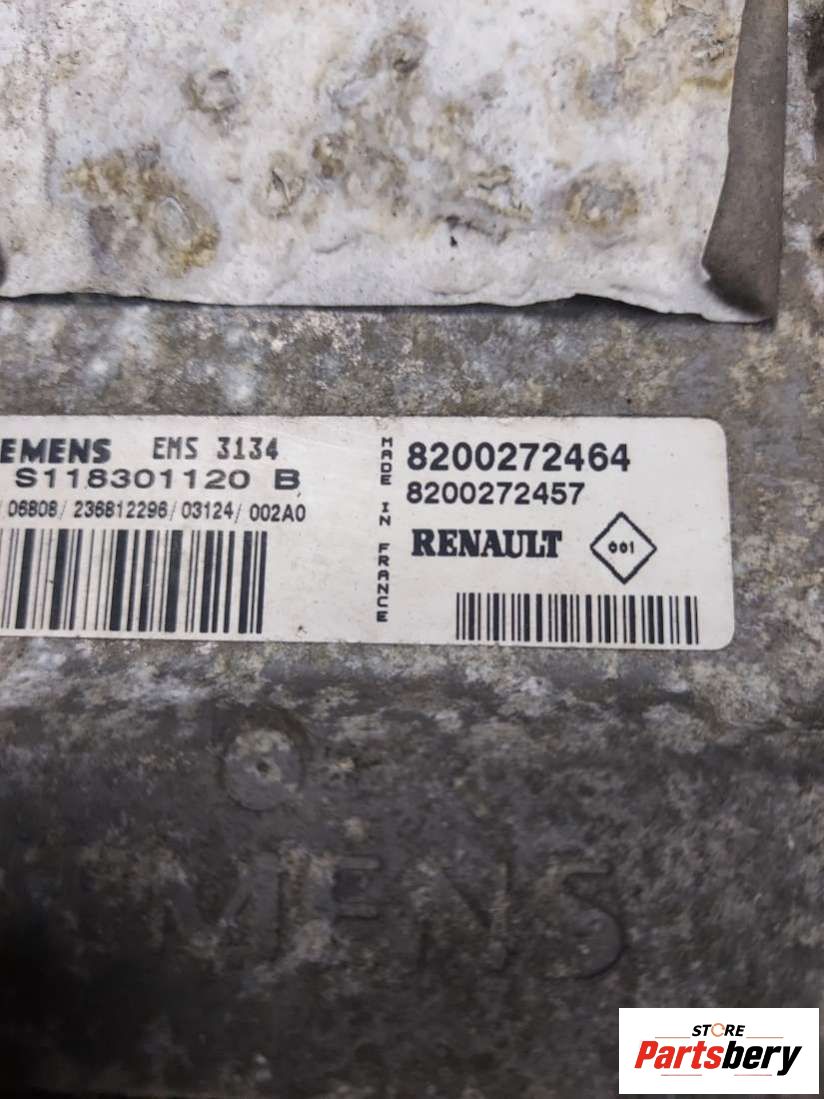 EMENS EMS 3134
S118301120 B
06808/ 236812296/ 03124/ 002A0
MADE IN FRANCE
8200272464
8200272457
RENAULT 001
MENS
STORE
Partsbery